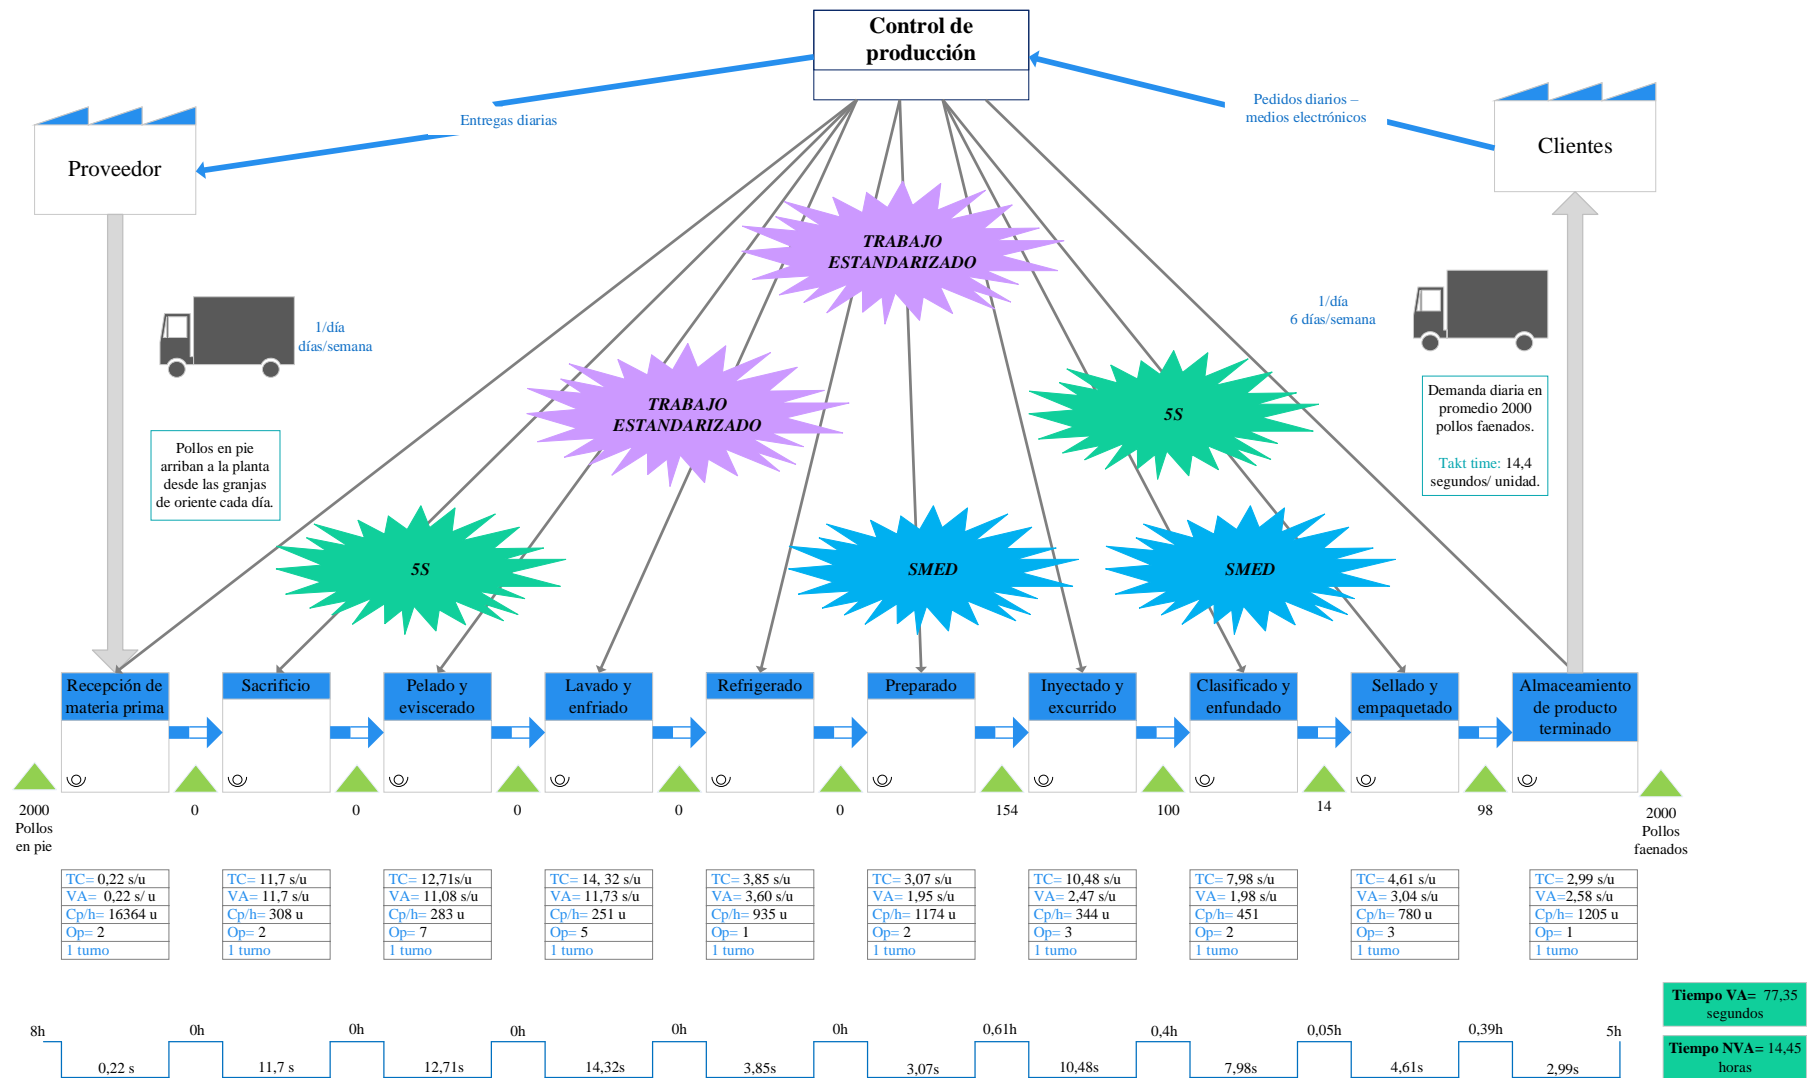 Control de
producción
Entregas diarias
Pedidos diarios –
medios electrónicos
Proveedor
Clientes
TRABAJO
ESTANDARIZADO
1/día
días/semana
1/día
6 días/semana
TRABAJO
ESTANDARIZADO
5S
Demanda diaria en
promedio 2000
pollos faenados.
Takt time: 14,4
segundos/ unidad.
Pollos en pie
arriban a la planta
desde las granjas
de oriente cada día.
5S
SMED
SMED
Recepción de
materia prima
Sacrificio
Pelado y
eviscerado
Lavado y
enfriado
Refrigerado
Preparado
Inyectado y
excurrido
Clasificado y
enfundado
Sellado y
empaquetado
Almaceamiento
de producto
terminado
2000
Pollos
en pie
0
0
0
0
0
154
100
14
98
2000
Pollos
faenados
TC= 0,22 s/u
VA= 0,22 s/ u
Cp/h= 16364 u
Op= 2
1 turno
TC= 11,7 s/u
VA= 11,7 s/u
Cp/h= 308 u
Op= 2
1 turno
TC= 12,71s/u
VA= 11,08 s/u
Cp/h= 283 u
Op= 7
1 turno
TC= 14, 32 s/u
VA= 11,73 s/u
Cp/h= 251 u
Op= 5
1 turno
TC= 3,85 s/u
VA= 3,60 s/u
Cp/h= 935 u
Op= 1
1 turno
TC= 3,07 s/u
VA= 1,95 s/u
Cp/h= 1174 u
Op= 2
1 turno
TC= 10,48 s/u
VA= 2,47 s/u
Cp/h= 344 u
Op= 3
1 turno
TC= 7,98 s/u
VA= 1,98 s/u
Cp/h= 451
Op= 2
1 turno
TC= 4,61 s/u
VA= 3,04 s/u
Cp/h= 780 u
Op= 3
1 turno
TC= 2,99 s/u
VA=2,58 s/u
Cp/h= 1205 u
Op= 1
1 turno
Tiempo VA= 77,35
segundos
Tiempo NVA= 14,45
horas
8h
0h
0h
0h
0h
0h
0,61h
0,4h
0,05h
0,39h
5h
0,22 s
11,7 s
12,71s
14,32s
3,85s
3,07s
10,48s
7,98s
4,61s
2,99s